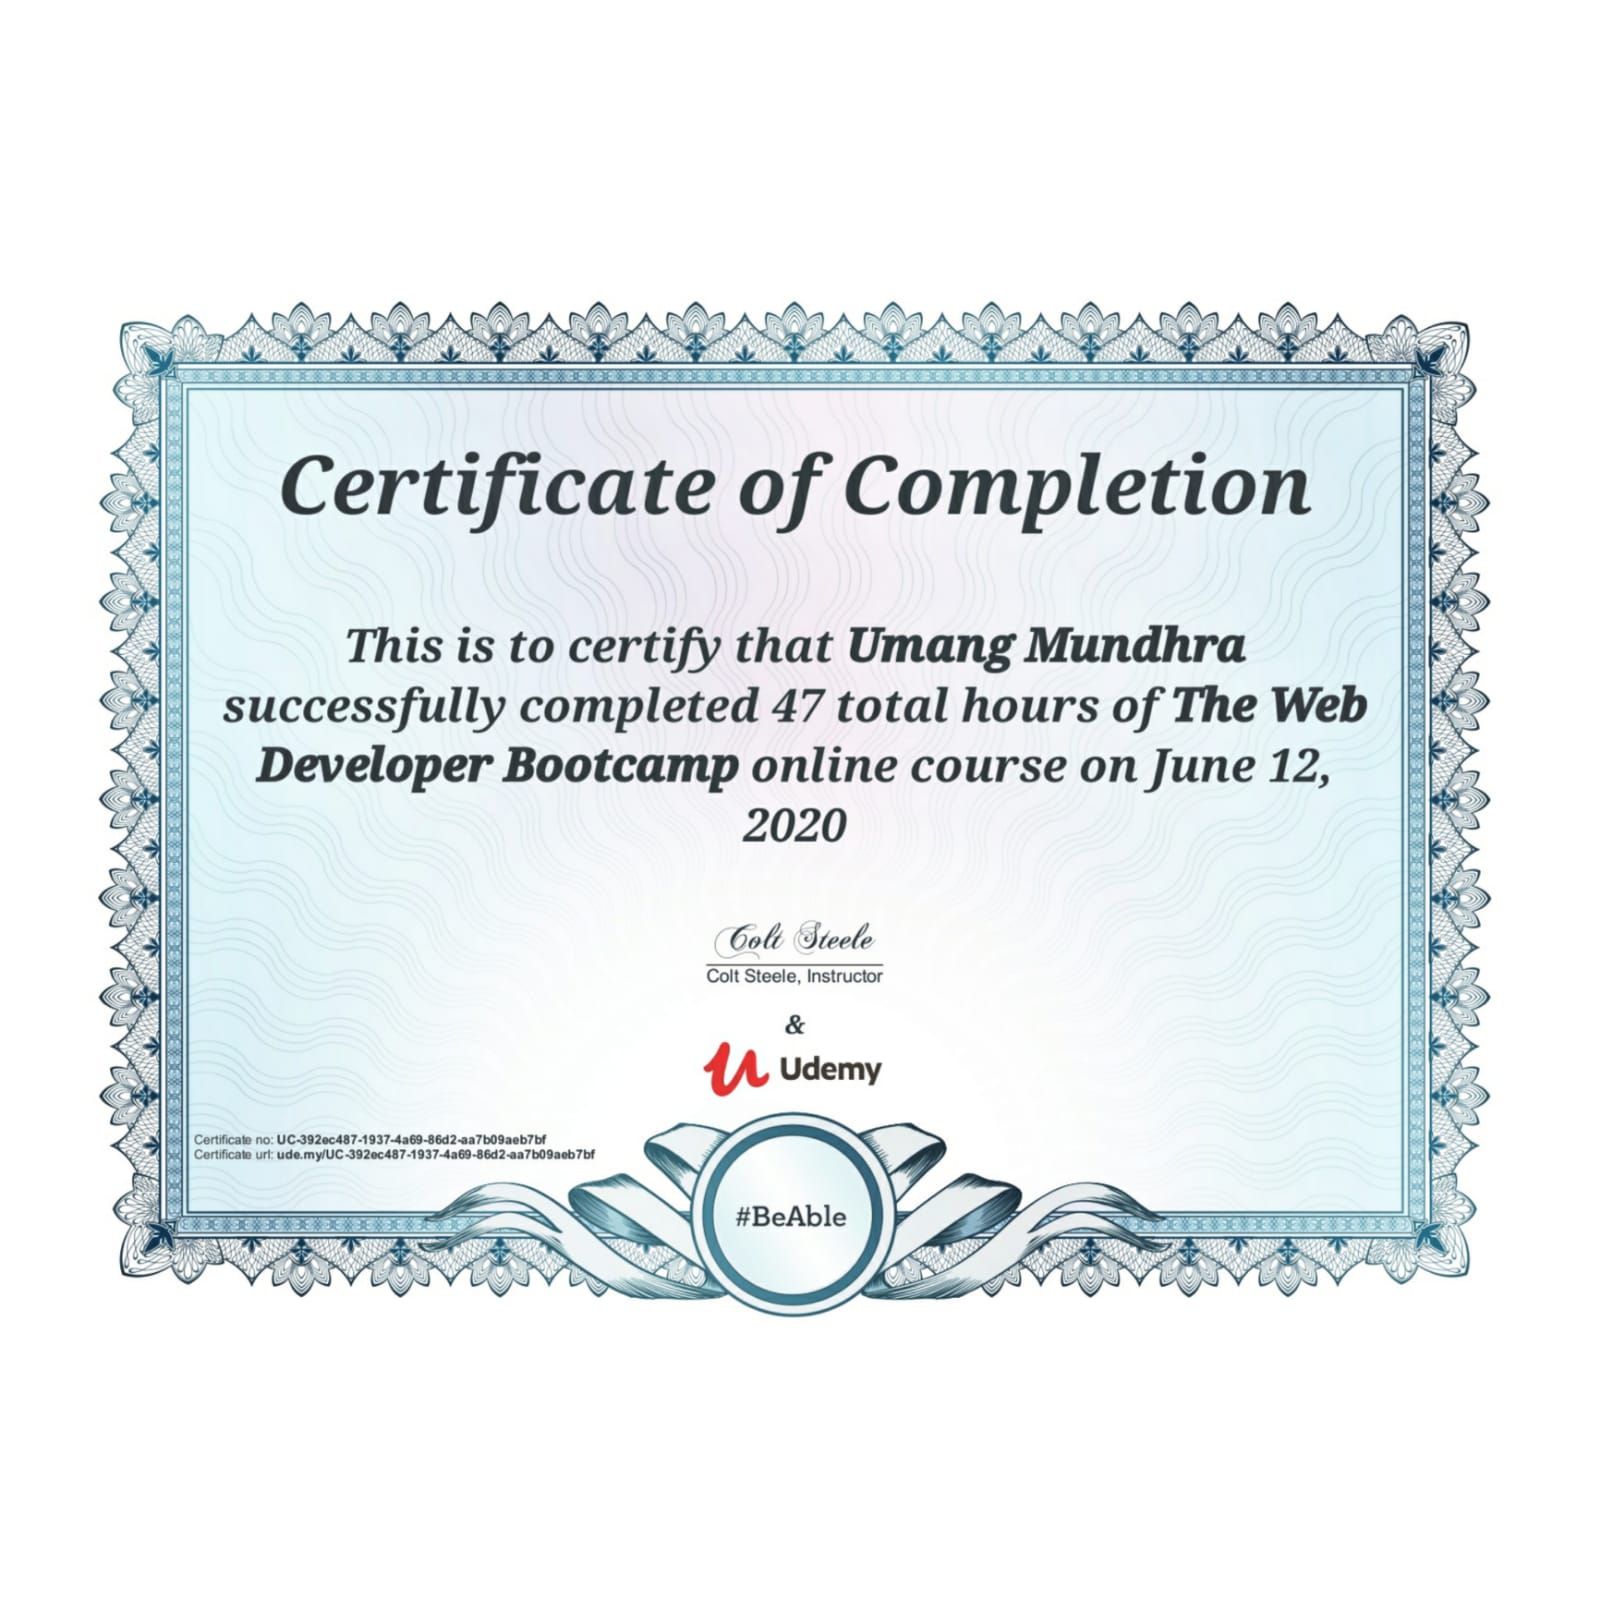 Certificate of Completion
This is to certify that Umang Mundhra
successfully completed 47 total hours of The Web
Developer Bootcamp online course on June 12,
2020
Colt Steele
Colt Steele, Instructor
&
Udemy
Certificate no: UC-392ec487-1937-4a69-86d2-aa7b09aeb7bf
Certificate url: ude.my/UC-392ec487-1937-4a69-86d2-aa7b09aeb7bf
#BeAble